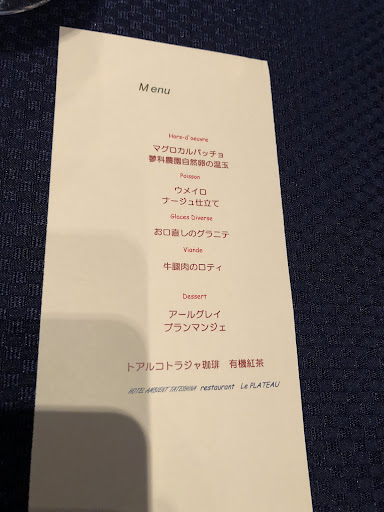 Menu
Hors-d'oeuvre
マグロカルパッチョ
蓼科農園自然卵の温玉
Poisson
ウメイロ
ナージュ仕立て
Glaces Diverse
お口直しのグラニテ
Viande
牛腿肉のロティ
Dessert
アールグレイ
ブランマンジェ
トアルコトラジャ珈琲　有機紅茶
HOTEL AMBIENT TATESHINA restaurant Le PLATEAU